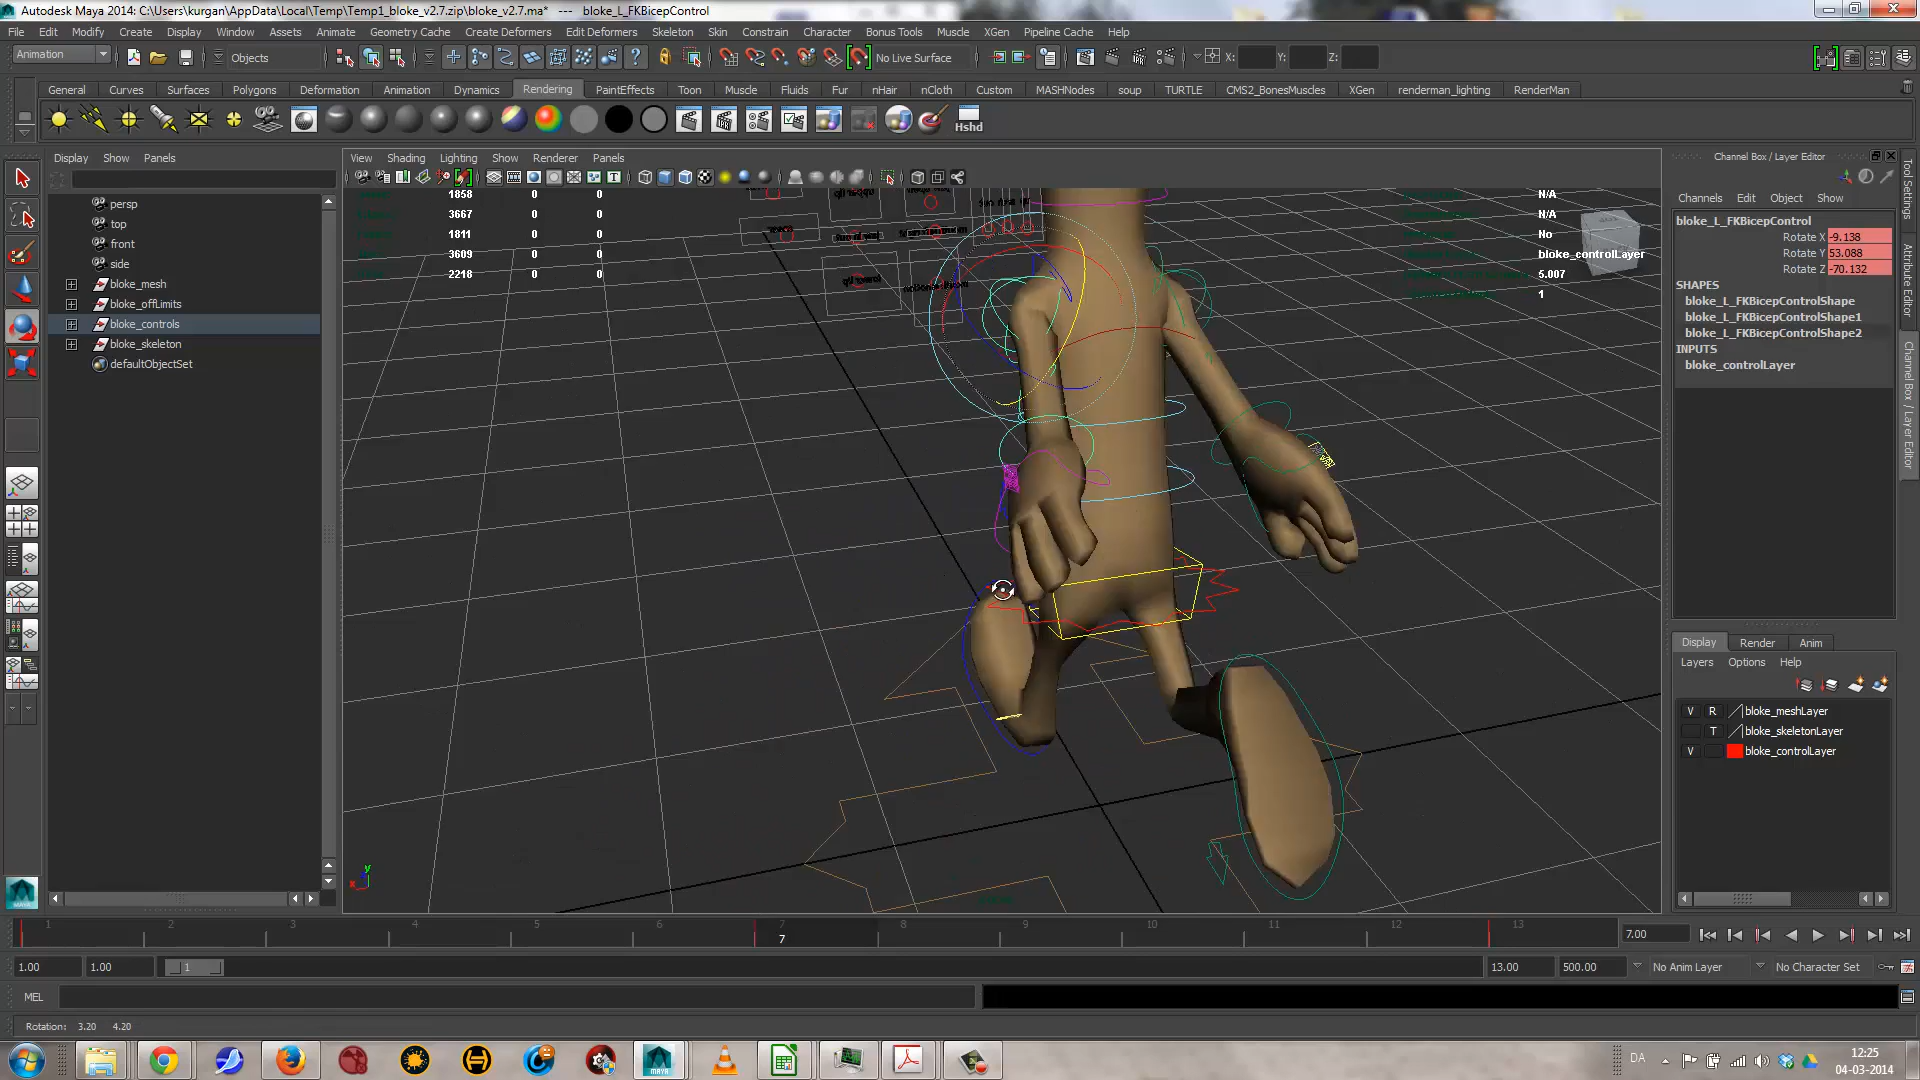 Autodesk Maya 2014: C:\Users\kurgan\AppData\Local\Temp\Temp1_bloke_v2.7.zip\bloke_v2.7.ma* --- bloke_L_FKBicepControl
File Edit Modify Create Display Window Assets Animate Geometry Cache Create Deformers Edit Deformers Skeleton Skin Constrain Character Bonus Tools Muscle XGen Pipeline Cache Help
Animation Objects No Live Surface X: Y: Z:
General Curves Surfaces Polygons Deformation Animation Dynamics Rendering PaintEffects Toon Muscle Fluids Fur nHair nCloth Custom MASHNodes soup TURTLE CMS2_BonesMuscles XGen renderman_lighting RenderMan
Hshd
Display Show Panels
View Shading Lighting Show Renderer Panels
persp
top
front
side
bloke_mesh
bloke_offLimits
bloke_controls
bloke_skeleton
defaultObjectSet
1858 0 0
3667 0 0
1811 0 0
3609 0 0
2218 0 0
N/A
N/A
No
bloke_controlLayer
5.007
1
Channel Box / Layer Editor
Channels Edit Object Show
bloke_L_FKBicepControl
Rotate X -9.138
Rotate Y 53.088
Rotate Z -70.132
SHAPES
bloke_L_FKBicepControlShape
bloke_L_FKBicepControlShape1
bloke_L_FKBicepControlShape2
INPUTS
bloke_controlLayer
Tool Settings
Attribute Editor
Channel Box / Layer Editor
Display Render Anim
Layers Options Help
V R bloke_meshLayer
T bloke_skeletonLayer
V bloke_controlLayer
y
x
1 2 3 4 5 6 7 8 9 10 11 12 13
7
7.00
1.00 1.00 1 13.00 500.00 No Anim Layer No Character Set
MEL
Rotation: 3.20 4.20
MAYA
DA
12:25
04-03-2014